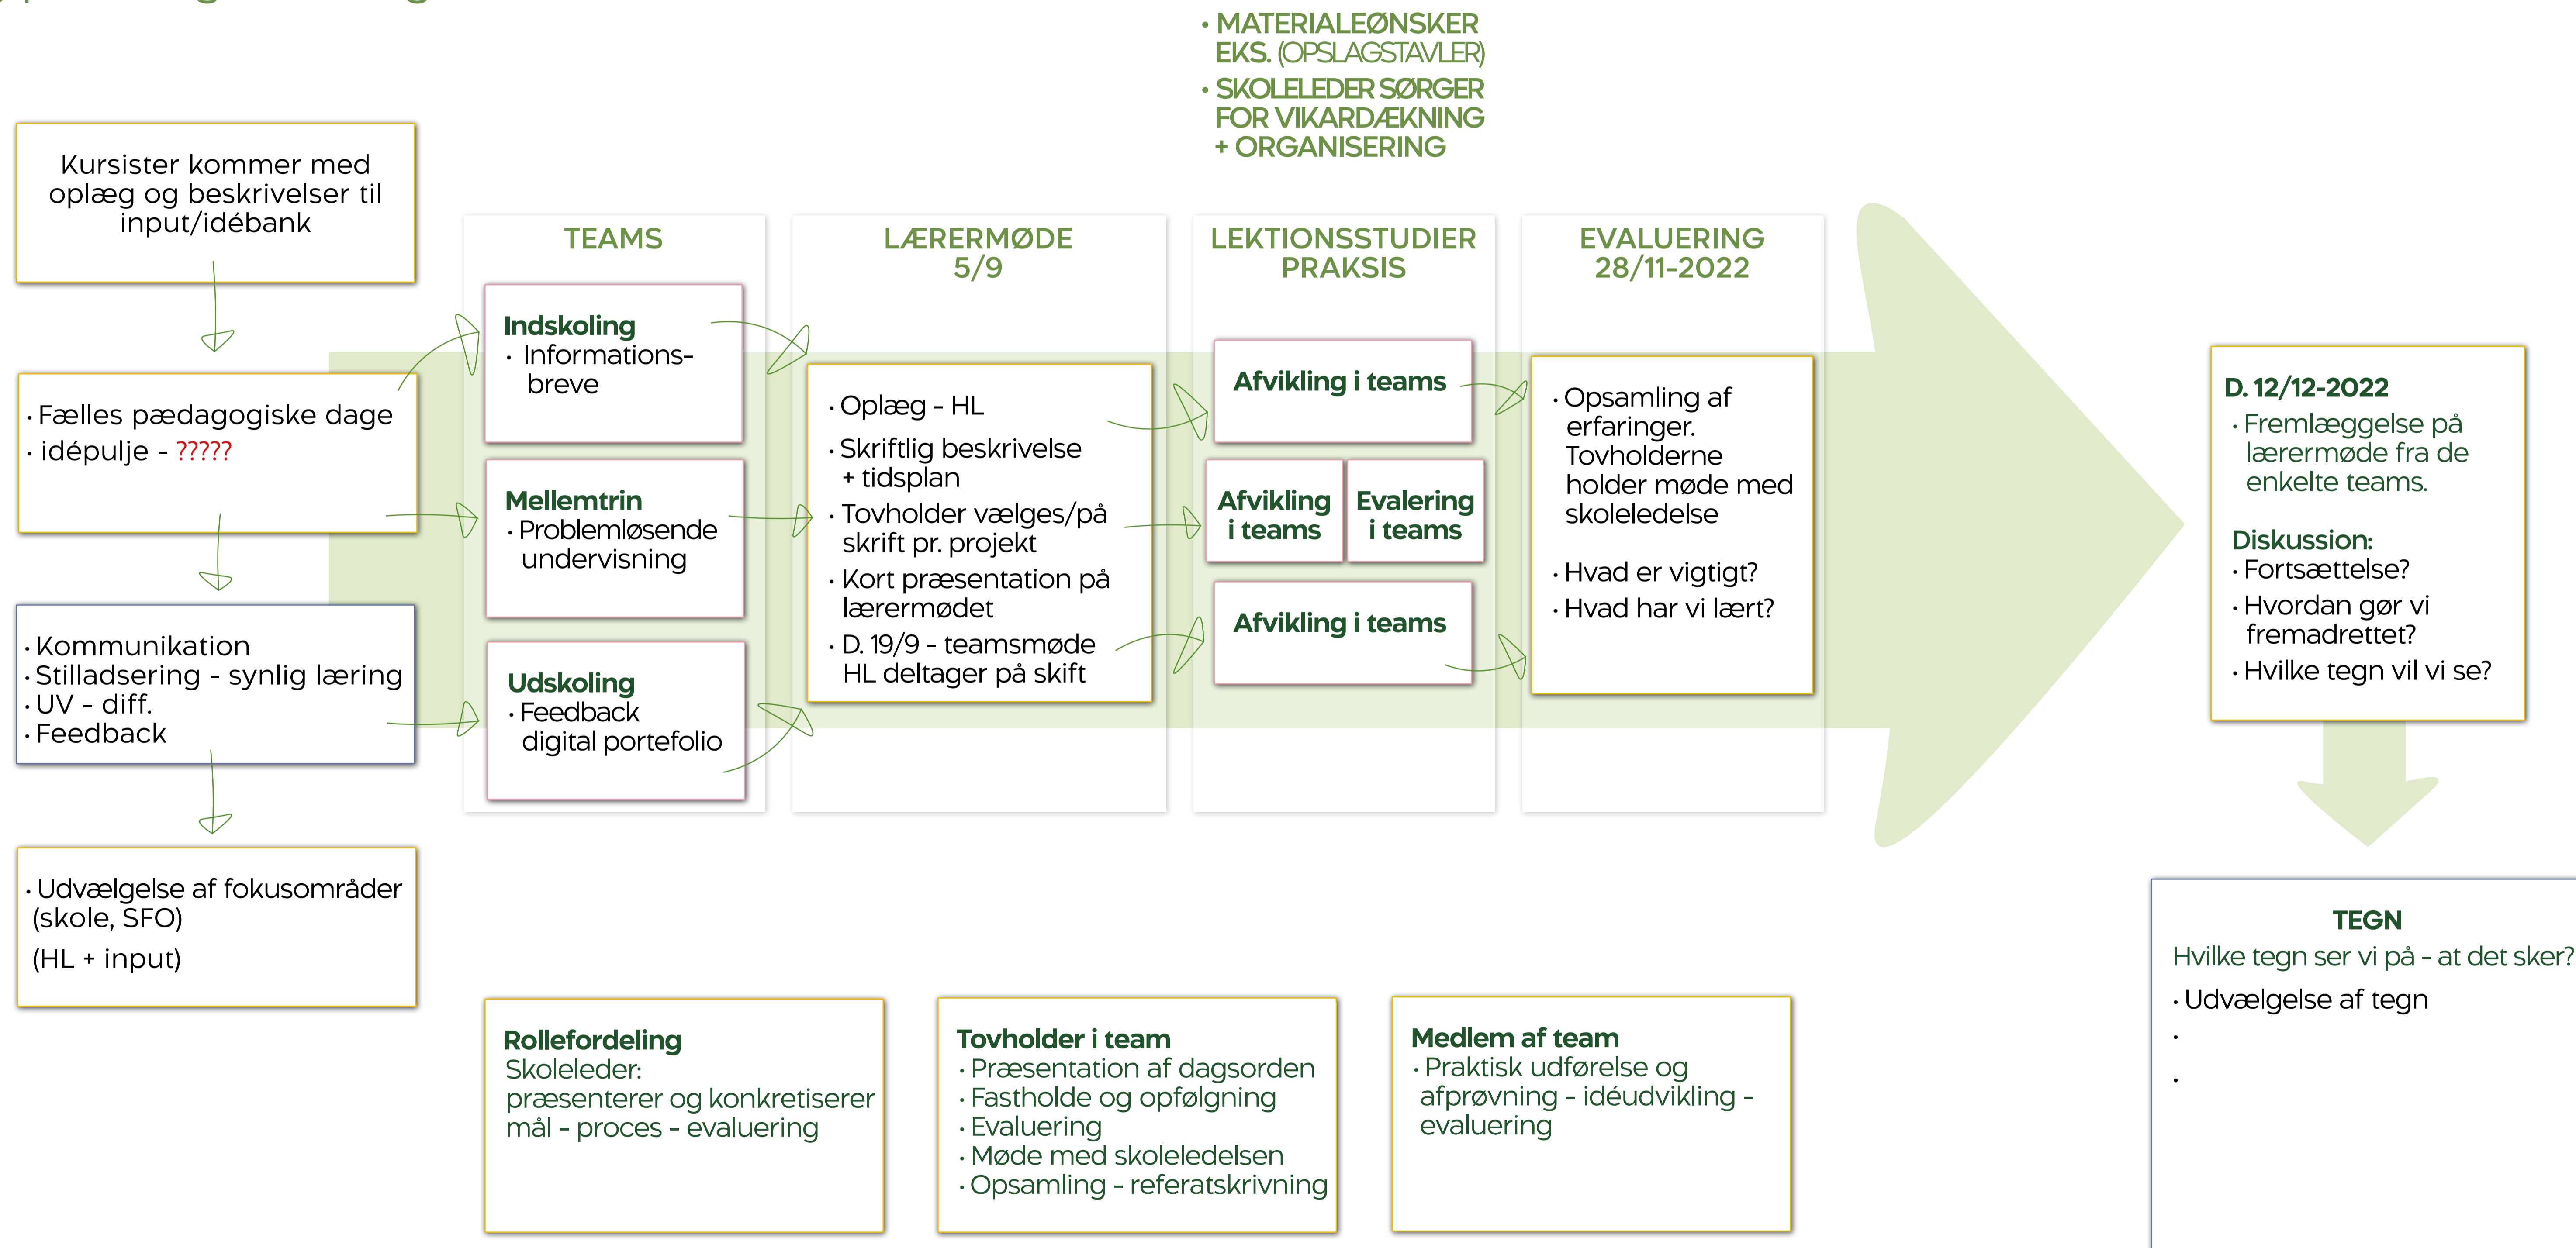 • MATERIALEØNSKER
EKS. (OPSLAGSTAVLER)
• SKOLELEDER SØRGER
FOR VIKARDÆKNING
+ ORGANISERING
Kursister kommer med
oplæg og beskrivelser til
input/idébank
• Fælles pædagogiske dage
• idépulje - ?????
• Kommunikation
• Stilladsering - synlig læring
• UV - diff.
• Feedback
• Udvælgelse af fokusområder
(skole, SFO)
(HL + input)
TEAMS
Indskoling
• Informations-
breve
Mellemtrin
• Problemløsende
undervisning
Udskoling
• Feedback
digital portefolio
LÆRERMØDE
5/9
• Oplæg - HL
• Skriftlig beskrivelse
+ tidsplan
• Tovholder vælges/på
skrift pr. projekt
• Kort præsentation på
lærermødet
• D. 19/9 - teamsmøde
HL deltager på skift
LEKTIONSSTUDIER
PRAKSIS
Afvikling i teams
Afvikling
i teams
Evalering
i teams
Afvikling i teams
EVALUERING
28/11-2022
• Opsamling af
erfaringer.
Tovholderne
holder møde med
skoleledelse
• Hvad er vigtigt?
• Hvad har vi lært?
D. 12/12-2022
• Fremlæggelse på
lærermøde fra de
enkelte teams.
Diskussion:
• Fortsættelse?
• Hvordan gør vi
fremadrettet?
• Hvilke tegn vil vi se?
TEGN
Hvilke tegn ser vi på - at det sker?
• Udvælgelse af tegn
•
•
Rollefordeling
Skoleleder:
præsenterer og konkretiserer
mål - proces - evaluering
Tovholder i team
• Præsentation af dagsorden
• Fastholde og opfølgning
• Evaluering
• Møde med skoleledelsen
• Opsamling - referatskrivning
Medlem af team
• Praktisk udførelse og
afprøvning - idéudvikling -
evaluering